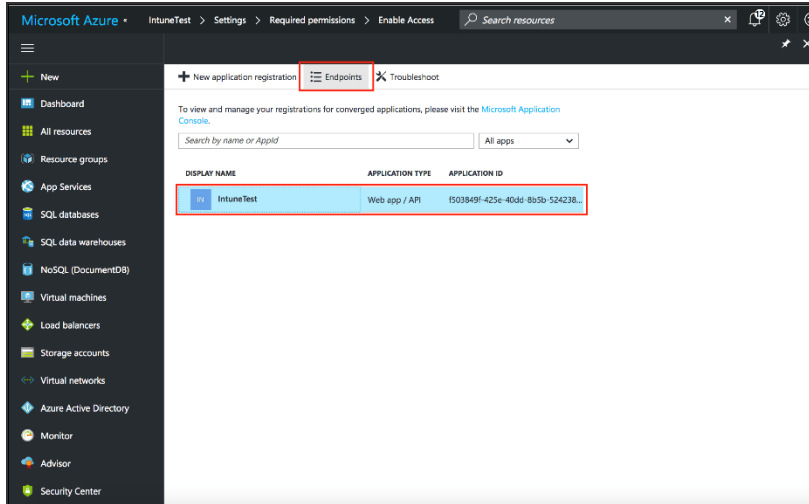 Microsoft Azure IntuneTest > Settings > Required permissions > Enable Access Search resources 12
New
Dashboard
All resources
Resource groups
App Services
SQL databases
SQL data warehouses
NoSQL (DocumentDB)
Virtual machines
Load balancers
Storage accounts
Virtual networks
Azure Active Directory
Monitor
Advisor
Security Center
New application registration Endpoints Troubleshoot
To view and manage your registrations for converged applications, please visit the Microsoft Application
Console.
Search by name or AppId All apps
DISPLAY NAME APPLICATION TYPE APPLICATION ID
IN IntuneTest Web app / API f503849f-425e-40dd-8b5b-524238...